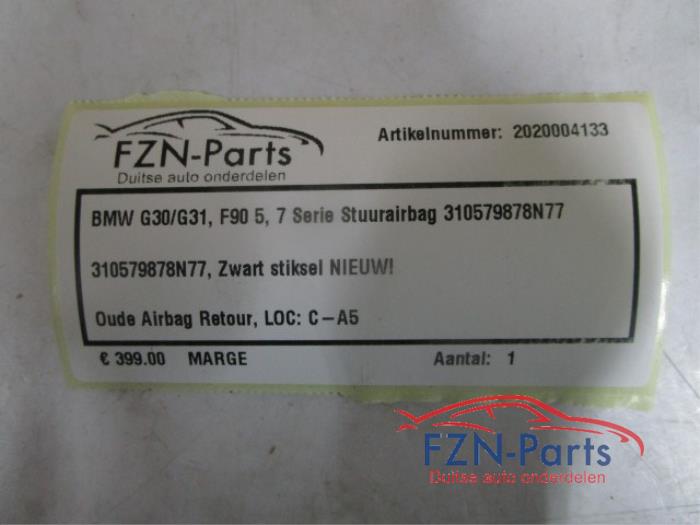 FZN-Parts
Duitse auto onderdelen
Artikelnummer: 2020004133
BMW G30/G31, F90 5, 7 Serie Stuurairbag 310579878N77
310579878N77, Zwart stiksel NIEUW!
Oude Airbag Retour, LOC: C-A5
€ 399.00 MARGE Aantal: 1
FZN-Parts
Duitse auto onderdelen